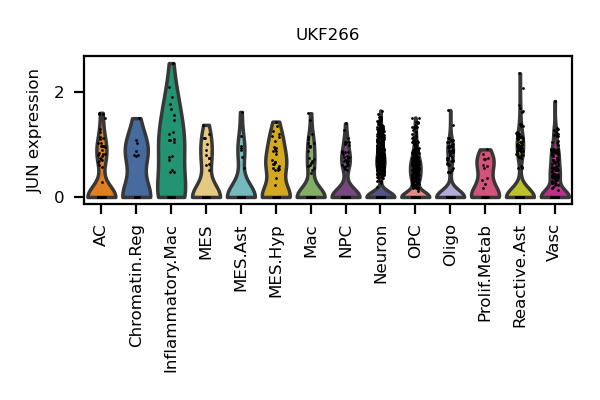 UKF266
JUN expression
2
0
AC
Chromatin.Reg
Inflammatory.Mac
MES
MES.Ast
MES.Hyp
Mac
NPC
Neuron
OPC
Oligo
Prolif.Metab
Reactive.Ast
Vasc